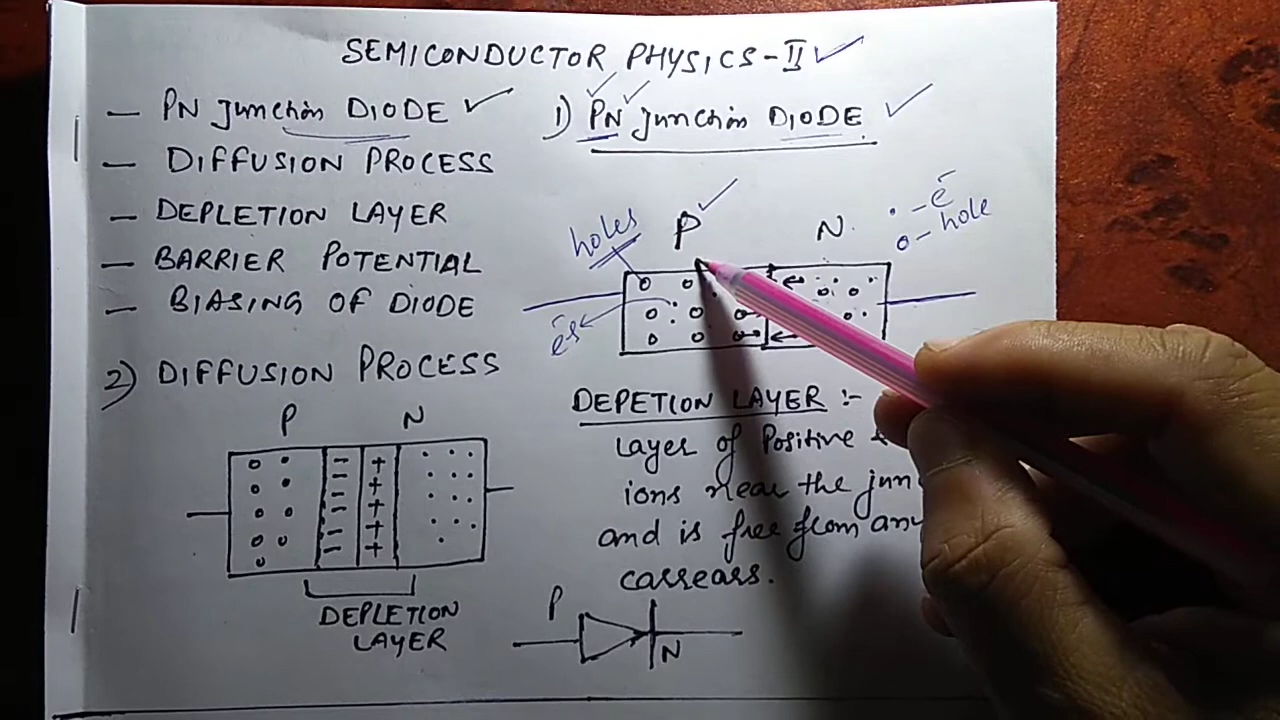 SEMICONDUCTOR PHYSICS-II
- PN Junction DIODE
- DIFFUSION PROCESS
- DEPLETION LAYER
- BARRIER POTENTIAL
- BIASING OF DIODE
1) PN Junction DIODE
P N
holes
ēs
. - ē
o - hole
2) DIFFUSION PROCESS
P N
- +
- +
- +
- +
- +
DEPLETION
LAYER
DEPETION LAYER :-
Layer of Positive &
ions near the jun
and is free from any
carrears.
P
N